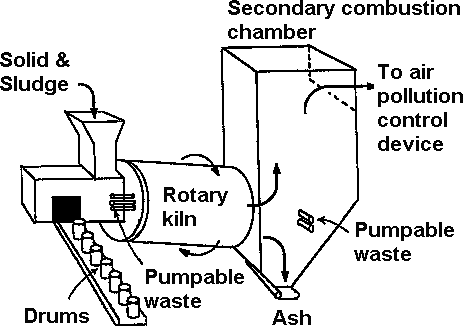 Secondary combustion
chamber
Solid &
Sludge
To air
pollution
control
device
Rotary
kiln
Pumpable
waste
Pumpable
waste
Drums
Ash